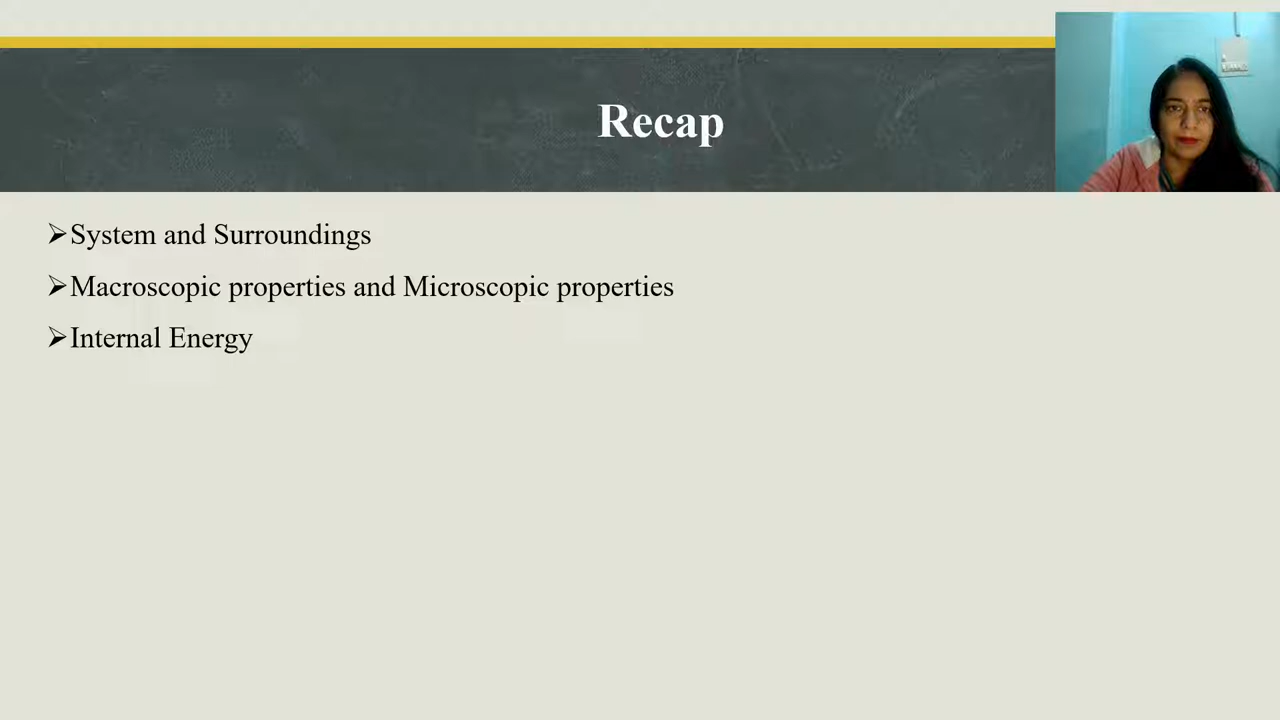 Recap
➢System and Surroundings
➢Macroscopic properties and Microscopic properties
➢Internal Energy